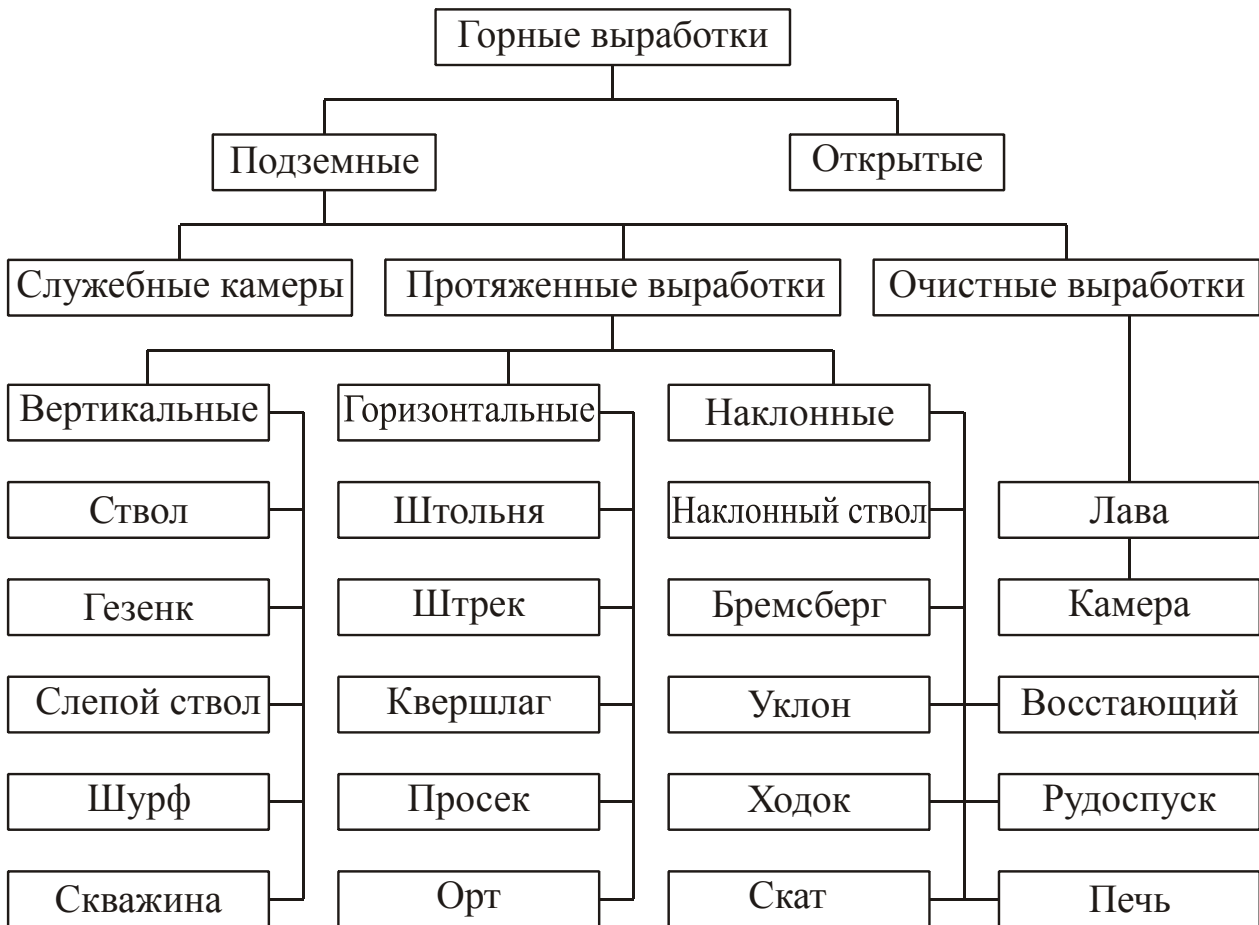 Горные выработки
Подземные
Открытые
Служебные камеры
Протяженные выработки
Очистные выработки
Вертикальные
Горизонтальные
Наклонные
Ствол
Штольня
Наклонный ствол
Лава
Гезенк
Штрек
Бремсберг
Камера
Слепой ствол
Квершлаг
Уклон
Восстающий
Шурф
Просек
Ходок
Рудоспуск
Скважина
Орт
Скат
Печь